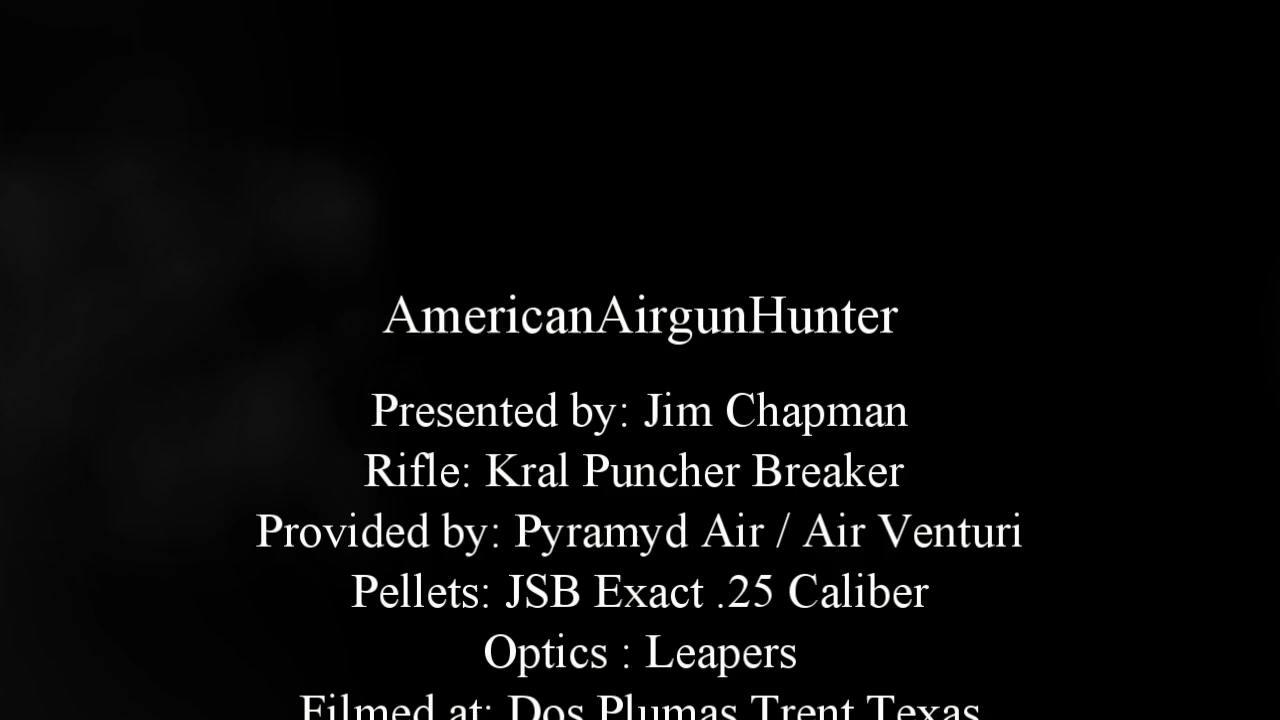 AmericanAirgunHunter
Presented by: Jim Chapman
Rifle: Kral Puncher Breaker
Provided by: Pyramyd Air / Air Venturi
Pellets: JSB Exact .25 Caliber
Optics : Leapers
Filmed at: Dos Plumas Trent Texas